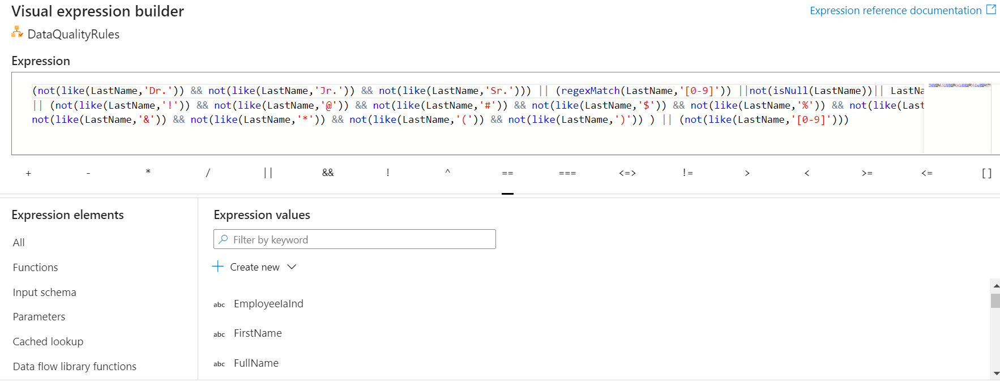 Visual expression builder
Expression reference documentation
DataQualityRules
Expression
(not(like(LastName,'Dr.')) && not(like(LastName,'Jr.')) && not(like(LastName,'Sr.'))) || (regexMatch(LastName,'[0-9]')) ||not(isNull(LastName))|| LastNa
|| (not(like(LastName,'!')) && not(like(LastName,'@')) && not(like(LastName,'#')) && not(like(LastName,'$')) && not(like(LastName,'%')) && not(like(Last
not(like(LastName,'&')) && not(like(LastName,'*')) && not(like(LastName,'(')) && not(like(LastName,')')) ) || (not(like(LastName,'[0-9]')))
+ - * / || && ! ^ == === <=> != > < >= <= []
Expression elements
All
Functions
Input schema
Parameters
Cached lookup
Data flow library functions
Expression values
Filter by keyword
Create new
abc EmployeeIaInd
abc FirstName
abc FullName